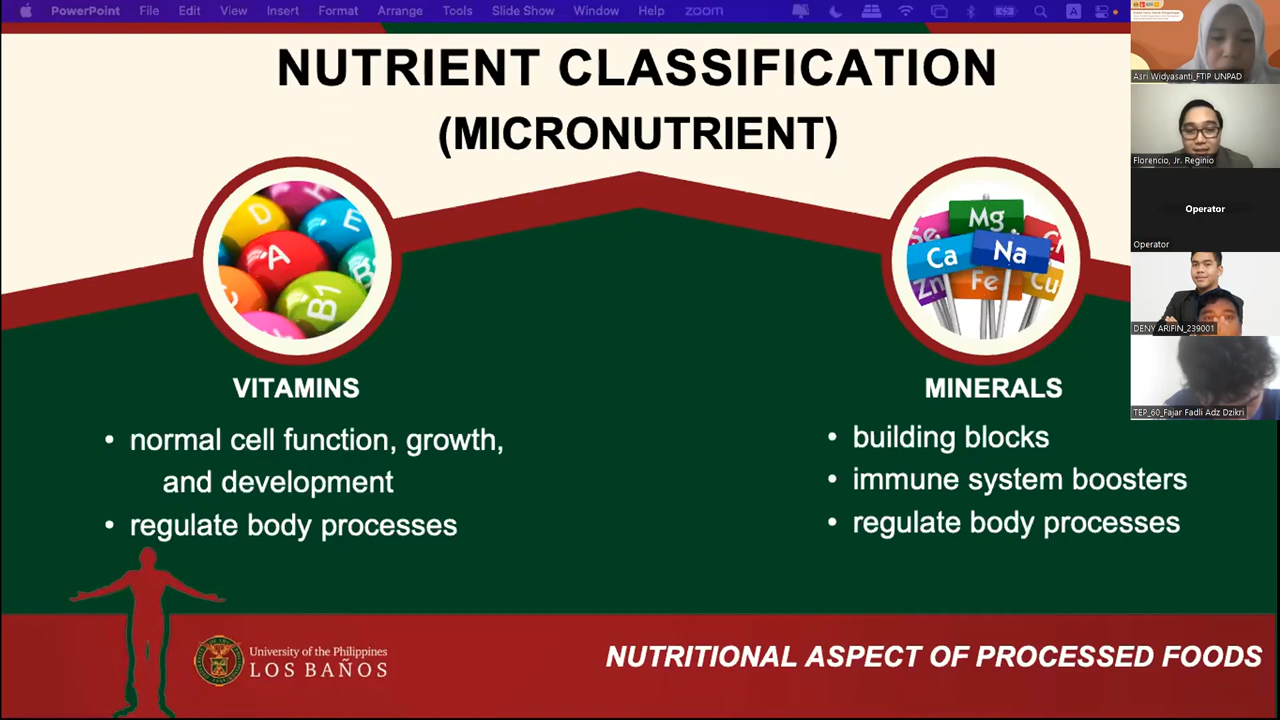 PowerPoint File Edit View Insert Format Arrange Tools Slide Show Window Help zoom
NUTRIENT CLASSIFICATION
(MICRONUTRIENT)
D
E
A
B1
Se
Mg
Ca
Na
Zn
Fe
Cu
VITAMINS
• normal cell function, growth,
and development
• regulate body processes
MINERALS
• building blocks
• immune system boosters
• regulate body processes
University of the Philippines
LOS BAÑOS
NUTRITIONAL ASPECT OF PROCESSED FOODS
Asri Widyasanti_FTIP UNPAD
Florencio, Jr. Reginio
Operator
Operator
DENY ARIFIN_239001
TEP_60_Fajar Fadli Adz Dzikri